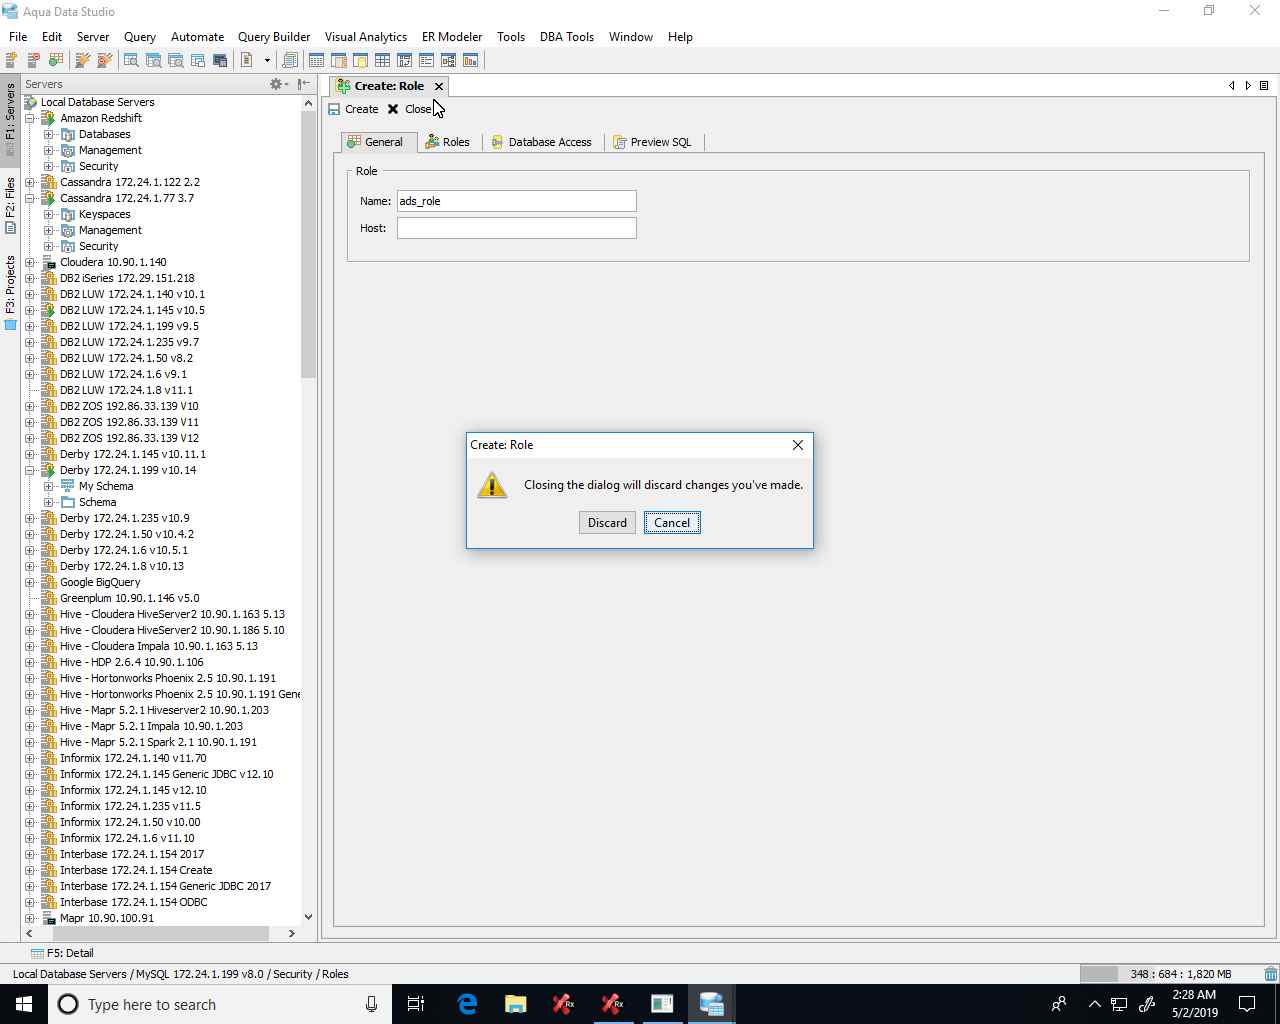 Aqua Data Studio
File Edit Server Query Automate Query Builder Visual Analytics ER Modeler Tools DBA Tools Window Help
F1: Servers
F2: Files
F3: Projects
Servers
Local Database Servers
Amazon Redshift
Databases
Management
Security
Cassandra 172.24.1.122 2.2
Cassandra 172.24.1.77 3.7
Keyspaces
Management
Security
Cloudera 10.90.1.140
DB2 iSeries 172.29.151.218
DB2 LUW 172.24.1.140 v10.1
DB2 LUW 172.24.1.145 v10.5
DB2 LUW 172.24.1.199 v9.5
DB2 LUW 172.24.1.235 v9.7
DB2 LUW 172.24.1.50 v8.2
DB2 LUW 172.24.1.6 v9.1
DB2 LUW 172.24.1.8 v11.1
DB2 ZOS 192.86.33.139 V10
DB2 ZOS 192.86.33.139 V11
DB2 ZOS 192.86.33.139 V12
Derby 172.24.1.145 v10.11.1
Derby 172.24.1.199 v10.14
My Schema
Schema
Derby 172.24.1.235 v10.9
Derby 172.24.1.50 v10.4.2
Derby 172.24.1.6 v10.5.1
Derby 172.24.1.8 v10.13
Google BigQuery
Greenplum 10.90.1.146 v5.0
Hive - Cloudera HiveServer2 10.90.1.163 5.13
Hive - Cloudera HiveServer2 10.90.1.186 5.10
Hive - Cloudera Impala 10.90.1.163 5.13
Hive - HDP 2.6.4 10.90.1.106
Hive - Hortonworks Phoenix 2.5 10.90.1.191
Hive - Hortonworks Phoenix 2.5 10.90.1.191 Gene
Hive - Mapr 5.2.1 Hiveserver2 10.90.1.203
Hive - Mapr 5.2.1 Impala 10.90.1.203
Hive - Mapr 5.2.1 Spark 2.1 10.90.1.191
Informix 172.24.1.140 v11.70
Informix 172.24.1.145 Generic JDBC v12.10
Informix 172.24.1.145 v12.10
Informix 172.24.1.235 v11.5
Informix 172.24.1.50 v10.00
Informix 172.24.1.6 v11.10
Interbase 172.24.1.154 2017
Interbase 172.24.1.154 Create
Interbase 172.24.1.154 Generic JDBC 2017
Interbase 172.24.1.154 ODBC
Mapr 10.90.100.91
Create: Role
Create Close
General Roles Database Access Preview SQL
Role
Name: ads_role
Host:
Create: Role
Closing the dialog will discard changes you've made.
Discard Cancel
F5: Detail
Local Database Servers / MySQL 172.24.1.199 v8.0 / Security / Roles
348 : 684 : 1,820 MB
Type here to search
2:28 AM
5/2/2019